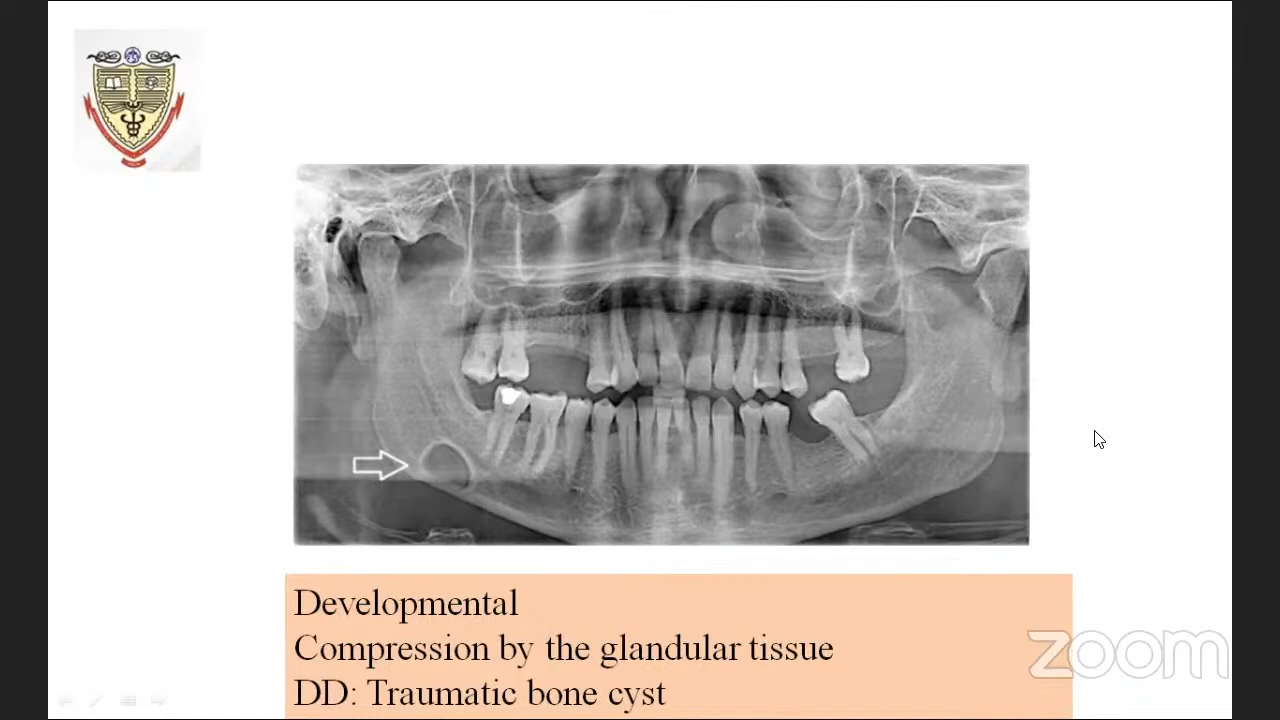 Developmental
Compression by the glandular tissue
DD: Traumatic bone cyst
zoom